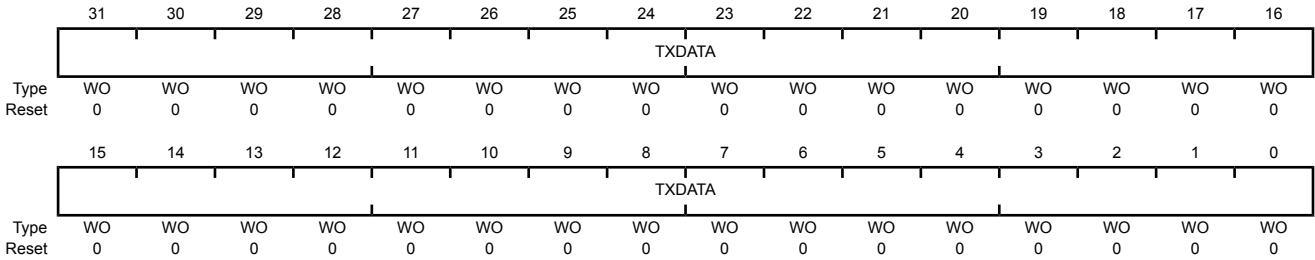 31 30 29 28 27 26 25 24 23 22 21 20 19 18 17 16
TXDATA
Type WO WO WO WO WO WO WO WO WO WO WO WO WO WO WO WO
Reset 0 0 0 0 0 0 0 0 0 0 0 0 0 0 0 0
15 14 13 12 11 10 9 8 7 6 5 4 3 2 1 0
TXDATA
Type WO WO WO WO WO WO WO WO WO WO WO WO WO WO WO WO
Reset 0 0 0 0 0 0 0 0 0 0 0 0 0 0 0 0